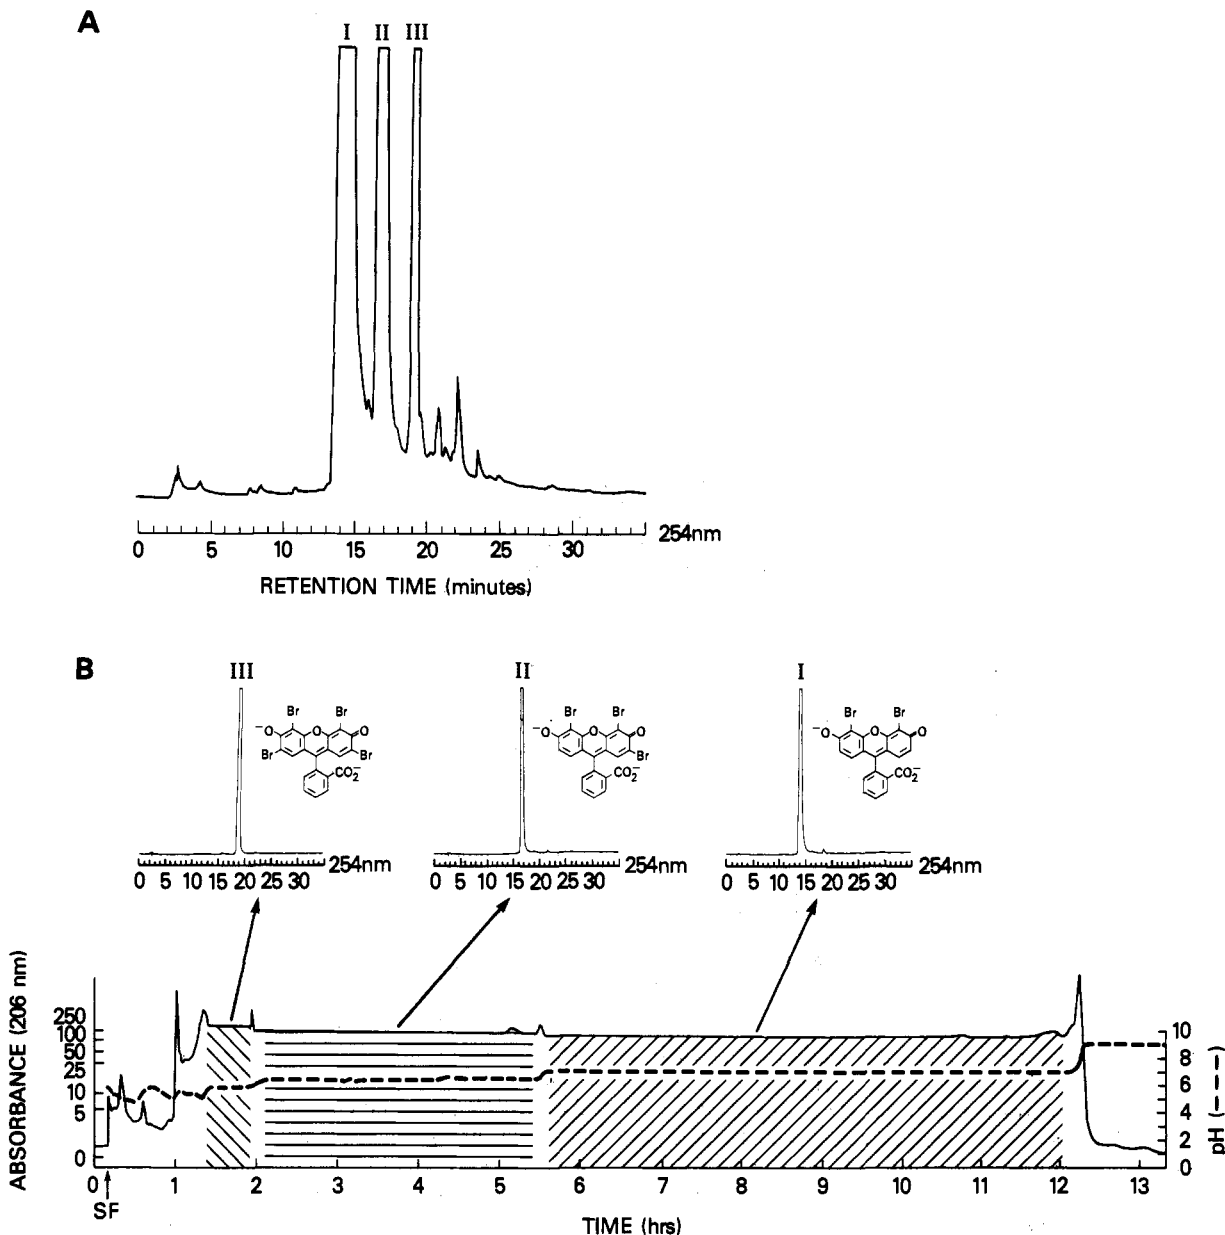 A
I II III
254nm
0 5 10 15 20 25 30
RETENTION TIME (minutes)
B
III II I
Br Br
⁻O O O
Br Br
CO₂⁻
Br Br
⁻O O O
Br
CO₂⁻
Br Br
⁻O O O
CO₂⁻
254nm
0 5 10 15 20 25 30
254nm
0 5 10 15 20 25 30
254nm
0 5 10 15 20 25 30
ABSORBANCE (206 nm)
250
100
50
25
10
5
0
10
8
6
4
2
0
pH (---)
0 1 2 3 4 5 6 7 8 9 10 11 12 13
SF
TIME (hrs)